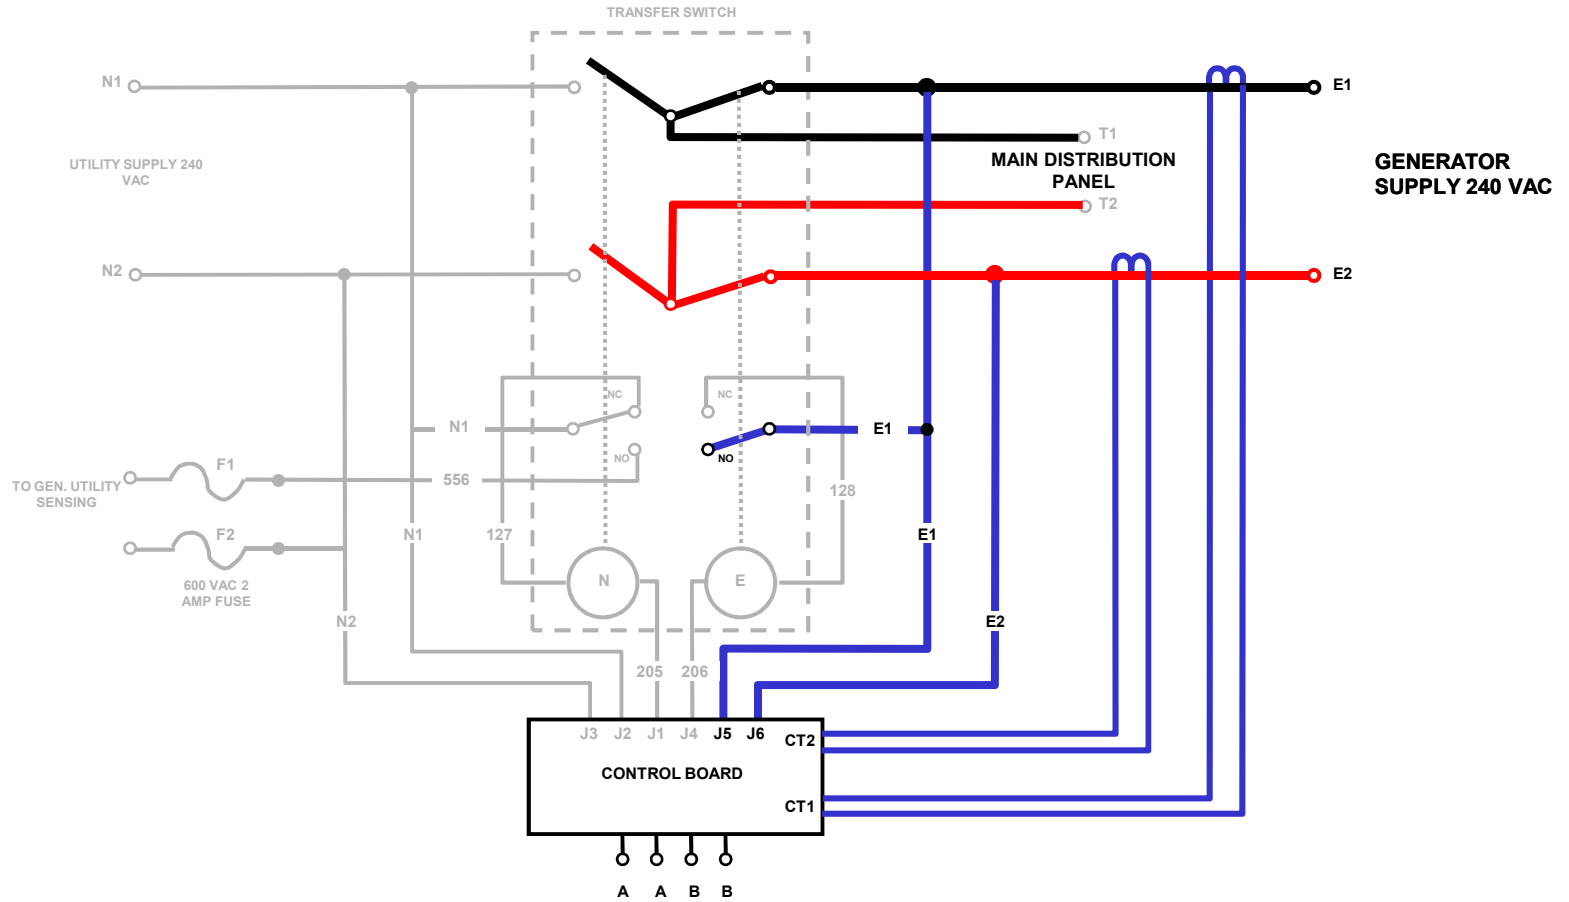 TRANSFER SWITCH
N1
E1
T1
MAIN DISTRIBUTION
PANEL
GENERATOR
SUPPLY 240 VAC
UTILITY SUPPLY 240
VAC
T2
N2
E2
NC
NC
N1
E1
NO
NO
F1
556
TO GEN. UTILITY
SENSING
128
F2
N1
127
E1
N
E
600 VAC 2
AMP FUSE
N2
E2
205
206
J3
J2
J1
J4
J5
J6
CT2
CONTROL BOARD
CT1
A
A
B
B